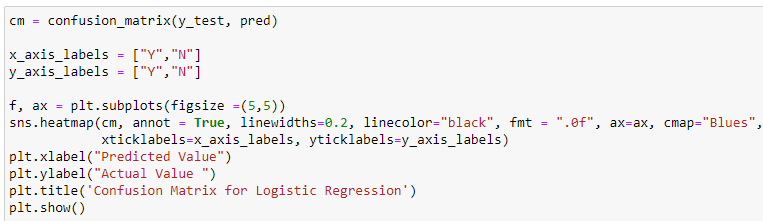 cm = confusion_matrix(y_test, pred)
x_axis_labels = ["Y","N"]
y_axis_labels = ["Y","N"]
f, ax = plt.subplots(figsize =(5,5))
sns.heatmap(cm, annot = True, linewidths=0.2, linecolor="black", fmt = ".0f", ax=ax, cmap="Blues",
xticklabels=x_axis_labels, yticklabels=y_axis_labels)
plt.xlabel("Predicted Value")
plt.ylabel("Actual Value ")
plt.title('Confusion Matrix for Logistic Regression')
plt.show()